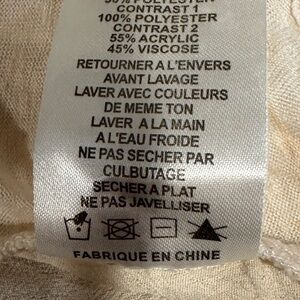 50% POLYESTER
CONTRAST 1
100% POLYESTER
CONTRAST 2
55% ACRYLIC
45% VISCOSE
RETOURNER A L'ENVERS
AVANT LAVAGE
LAVER AVEC COULEURS
DE MEME TON
LAVER A LA MAIN
A L'EAU FROIDE
NE PAS SECHER PAR
CULBUTAGE
SECHER A PLAT
NE PAS JAVELLISER
FABRIQUE EN CHINE